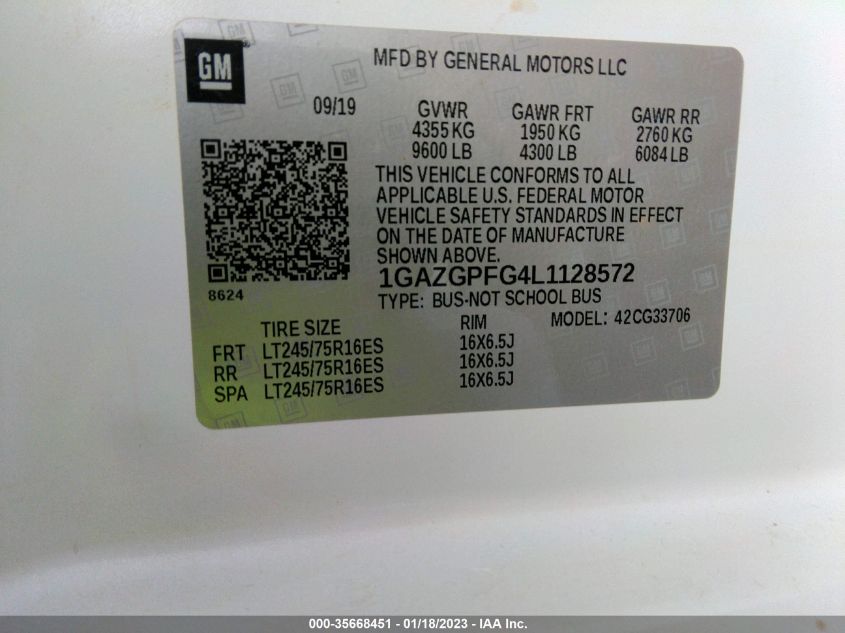 GM
MFD BY GENERAL MOTORS LLC
09/19
GVWR GAWR FRT GAWR RR
4355 KG 1950 KG 2760 KG
9600 LB 4300 LB 6084 LB
THIS VEHICLE CONFORMS TO ALL
APPLICABLE U.S. FEDERAL MOTOR
VEHICLE SAFETY STANDARDS IN EFFECT
ON THE DATE OF MANUFACTURE
SHOWN ABOVE.
8624
1GAZGPFG4L1128572
TYPE: BUS-NOT SCHOOL BUS
TIRE SIZE RIM MODEL: 42CG33706
FRT LT245/75R16ES 16X6.5J
RR LT245/75R16ES 16X6.5J
SPA LT245/75R16ES 16X6.5J
000-35668451 - 01/18/2023 - IAA Inc.